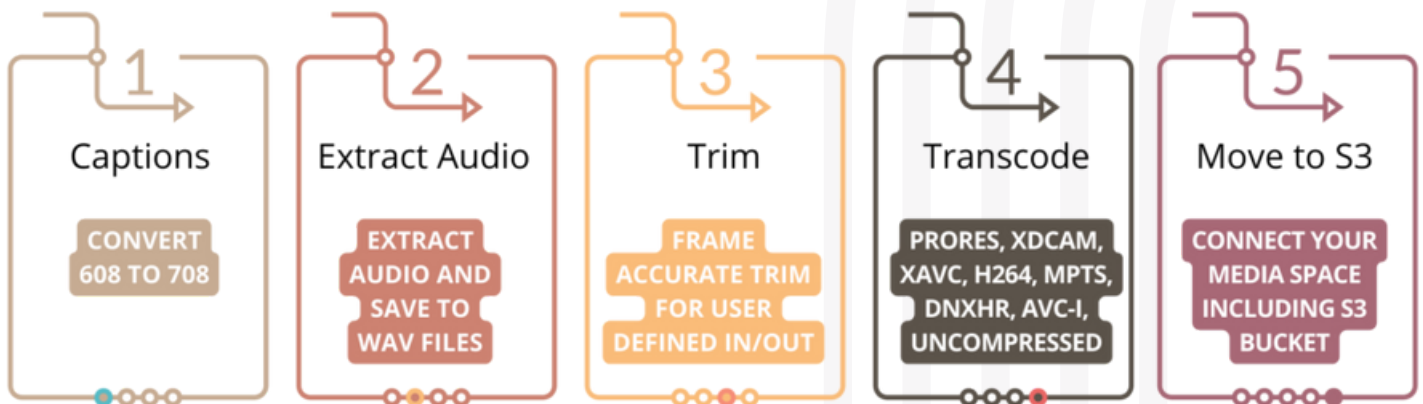 1
Captions
CONVERT
608 TO 708
2
Extract Audio
EXTRACT
AUDIO AND
SAVE TO
WAV FILES
3
Trim
FRAME
ACCURATE TRIM
FOR USER
DEFINED IN/OUT
4
Transcode
PRORES, XDCAM,
XAVC, H264, MPTS,
DNXHR, AVC-I,
UNCOMPRESSED
5
Move to S3
CONNECT YOUR
MEDIA SPACE
INCLUDING S3
BUCKET